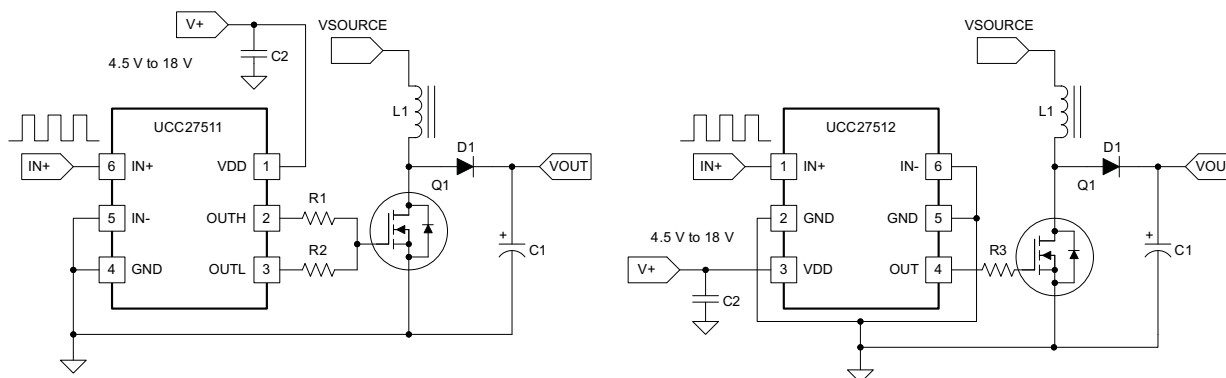 V+
VSOURCE
C2
4.5 V to 18 V
L1
UCC27511
D1
IN+
6
IN+
VDD
1
VOUT
Q1
R1
5
IN-
OUTH
2
R2
C1
+
4
GND
OUTL
3
VSOURCE
L1
UCC27512
D1
IN+
1
IN+
IN-
6
VOU
Q1
2
GND
GND
5
4.5 V to 18 V
+
R3
C1
V+
3
VDD
OUT
4
C2